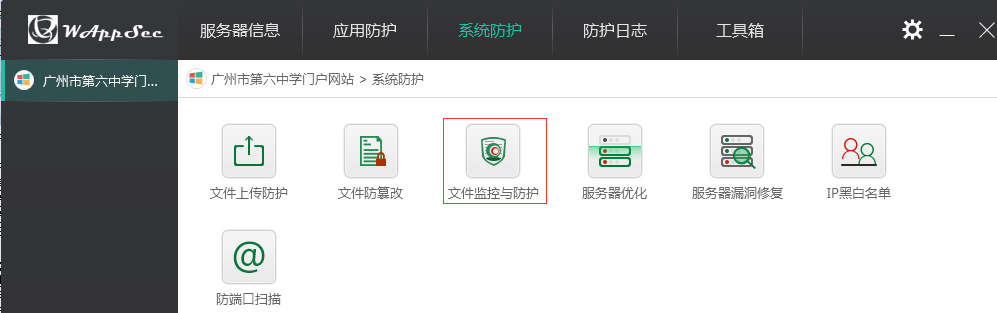 WAppSec
服务器信息
应用防护
系统防护
防护日志
工具箱
广州市第六中学门...
广州市第六中学门户网站 > 系统防护
文件上传防护
文件防篡改
文件监控与防护
服务器优化
服务器漏洞修复
IP黑白名单
@
防端口扫描